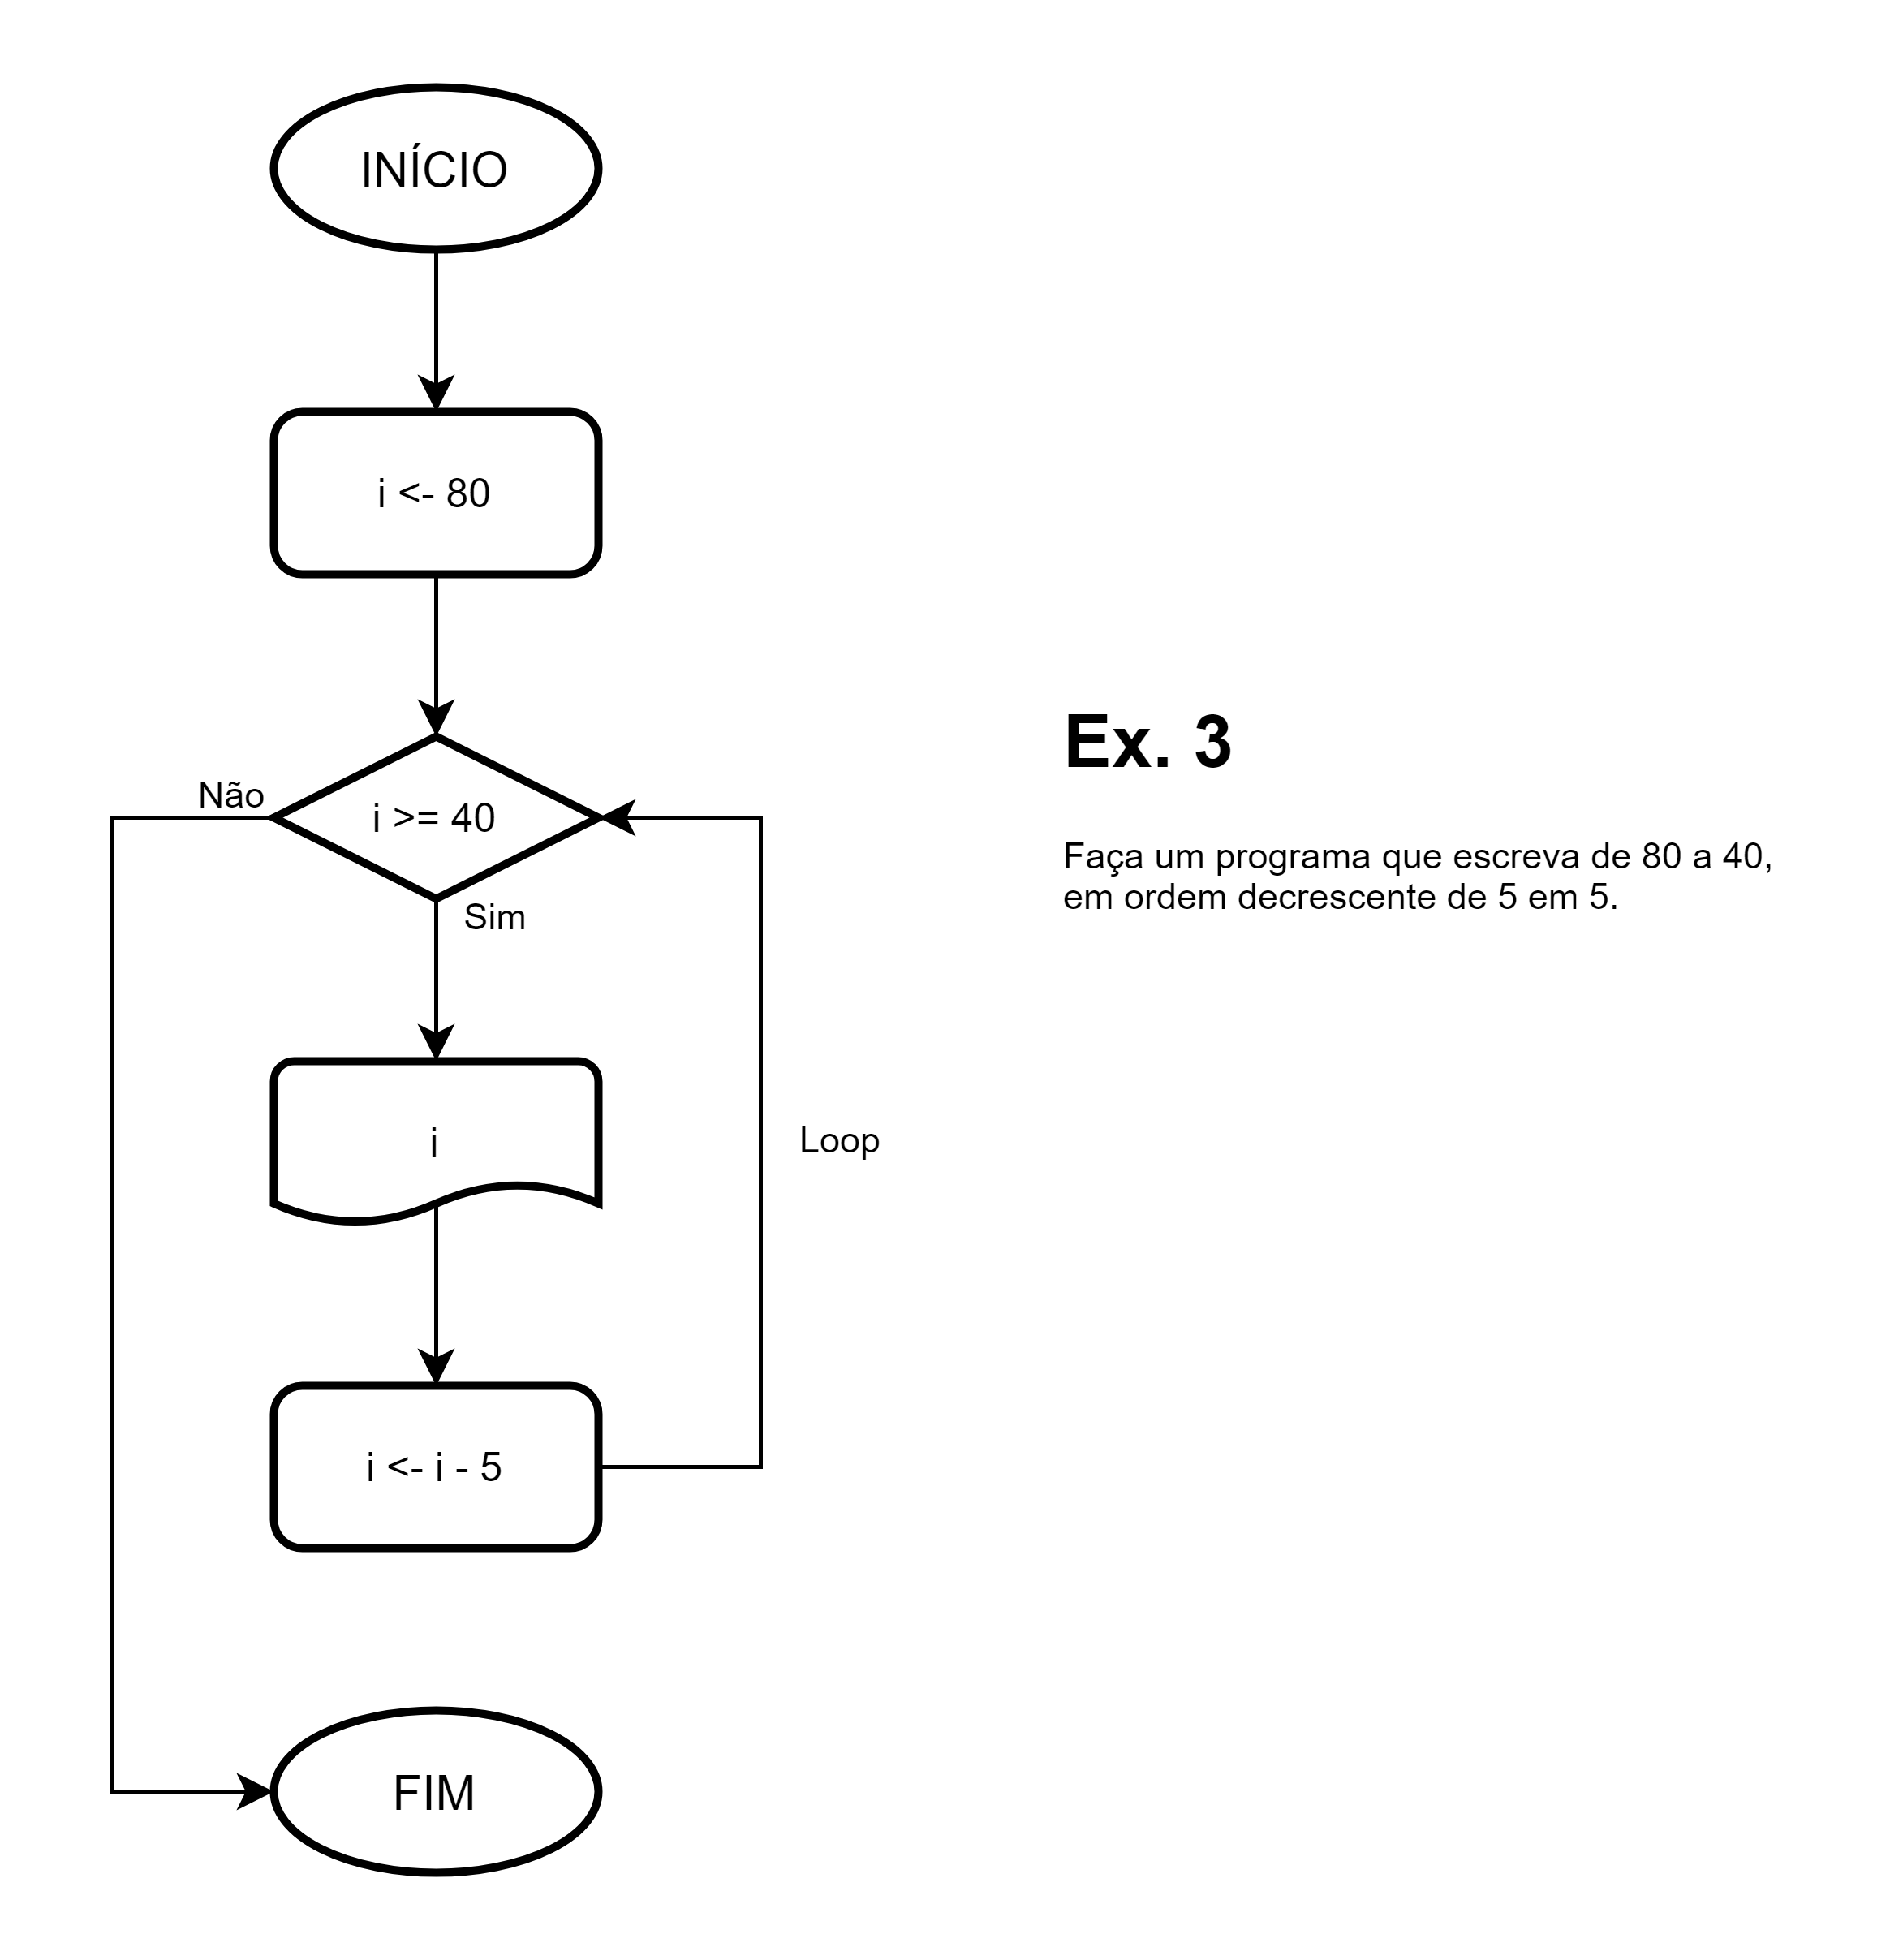 INÍCIO
i <- 80
Não
i >= 40
Sim
i
Loop
i <- i - 5
FIM
Ex. 3
Faça um programa que escreva de 80 a 40,
em ordem decrescente de 5 em 5.